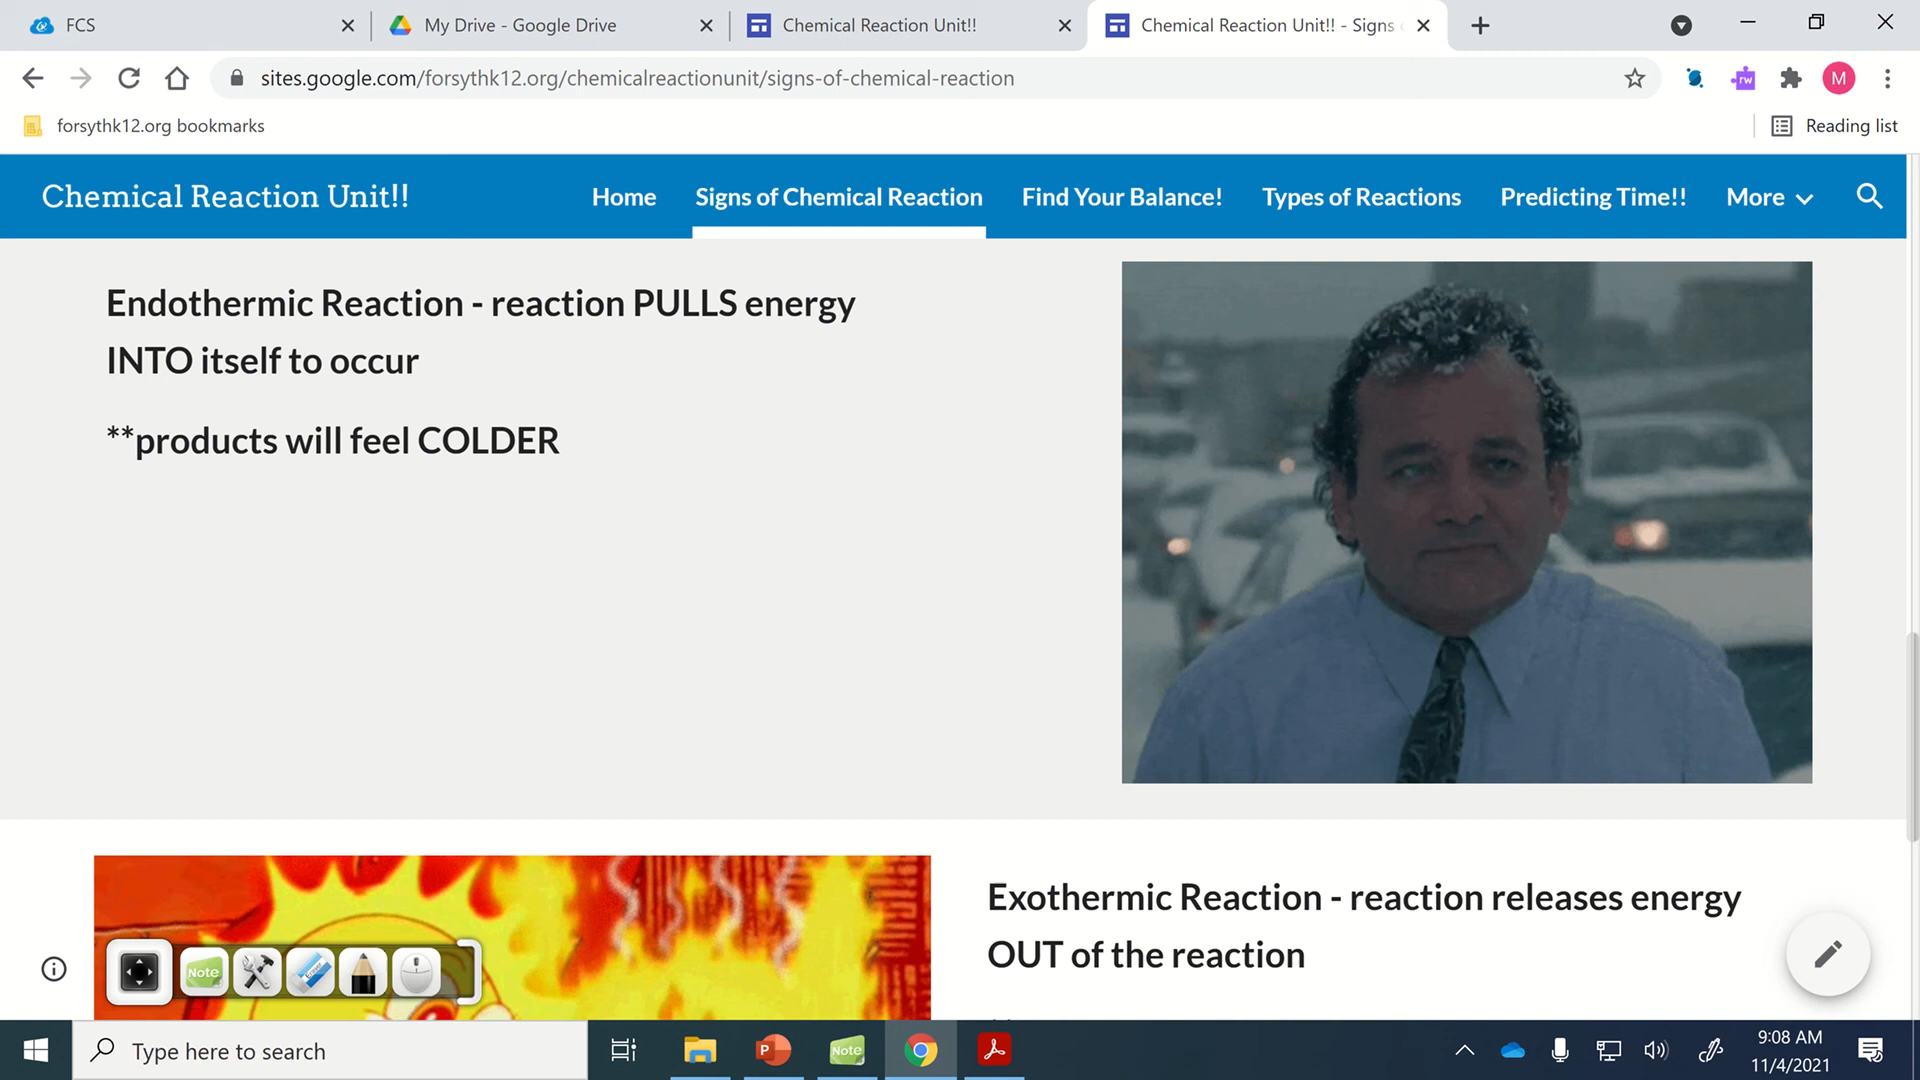 FCS
My Drive - Google Drive
Chemical Reaction Unit!!
Chemical Reaction Unit!! - Signs
sites.google.com/forsythk12.org/chemicalreactionunit/signs-of-chemical-reaction
rw
M
forsythk12.org bookmarks
Reading list
Chemical Reaction Unit!!
Home
Signs of Chemical Reaction
Find Your Balance!
Types of Reactions
Predicting Time!!
More
Endothermic Reaction - reaction PULLS energy
INTO itself to occur
**products will feel COLDER
Exothermic Reaction - reaction releases energy
OUT of the reaction
Note
Type here to search
P
Note
9:08 AM
11/4/2021